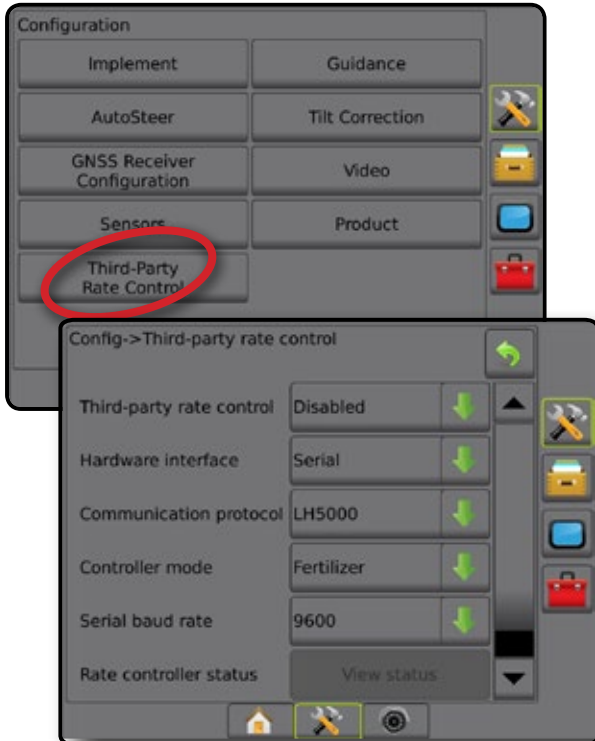 Configuration
Implement
Guidance
AutoSteer
Tilt Correction
GNSS Receiver
Configuration
Video
Sensors
Product
Third-Party
Rate Control
Config->Third-party rate control
Third-party rate control
Disabled
Hardware interface
Serial
Communication protocol
LH5000
Controller mode
Fertilizer
Serial baud rate
9600
Rate controller status
View status